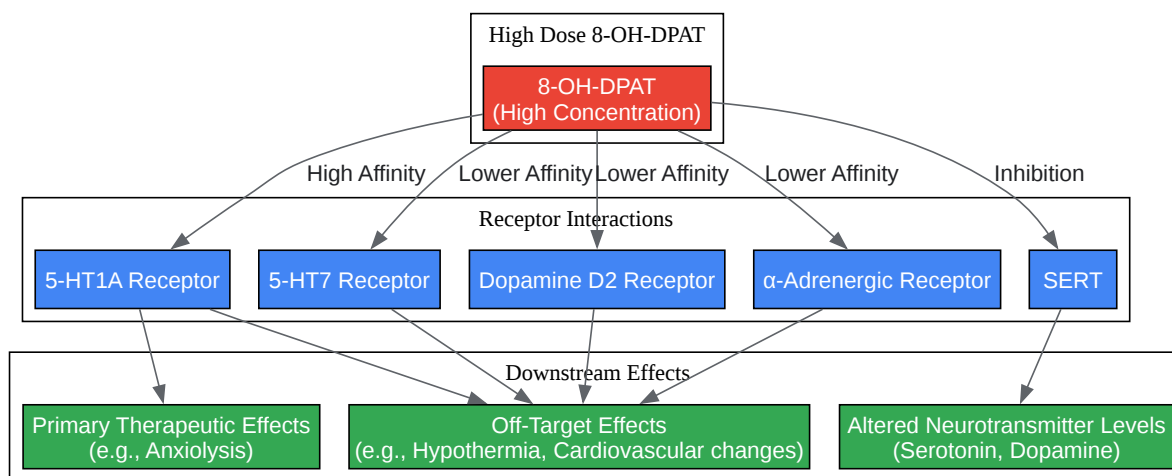 High Dose 8-OH-DPAT
8-OH-DPAT
(High Concentration)
High Affinity
Lower Affinity
Lower Affinity
Lower Affinity
Inhibition
Receptor Interactions
5-HT1A Receptor
5-HT7 Receptor
Dopamine D2 Receptor
α-Adrenergic Receptor
SERT
Downstream Effects
Primary Therapeutic Effects
(e.g., Anxiolysis)
Off-Target Effects
(e.g., Hypothermia, Cardiovascular changes)
Altered Neurotransmitter Levels
(Serotonin, Dopamine)